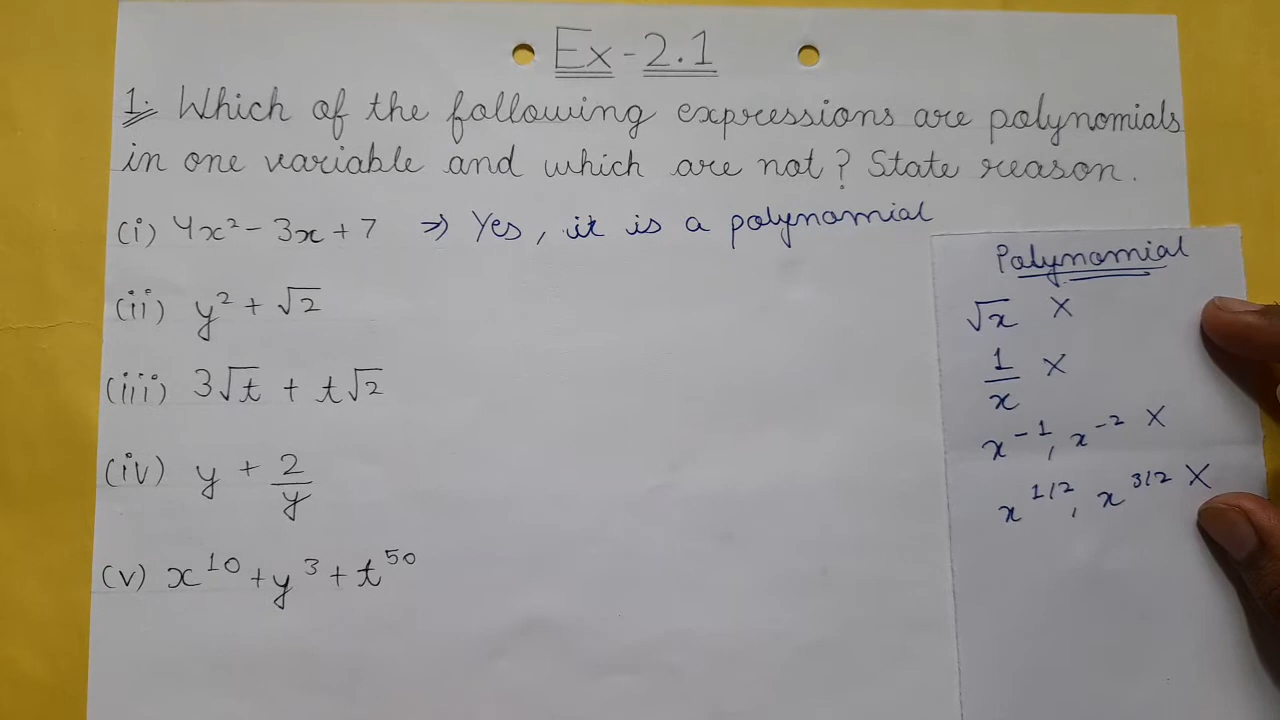 Ex-2.1
1. Which of the following expressions are polynomials
in one variable and which are not? State reason.
(i) 4x² - 3x + 7 ⇒ Yes, it is a polynomial
(ii) y² + √2
(iii) 3√t + t√2
(iv) y + 2/y
(v) x¹⁰ + y³ + t⁵⁰
Polynomial
√x ×
1/x ×
x⁻¹, x⁻² ×
x^1/2, x^3/2 ×